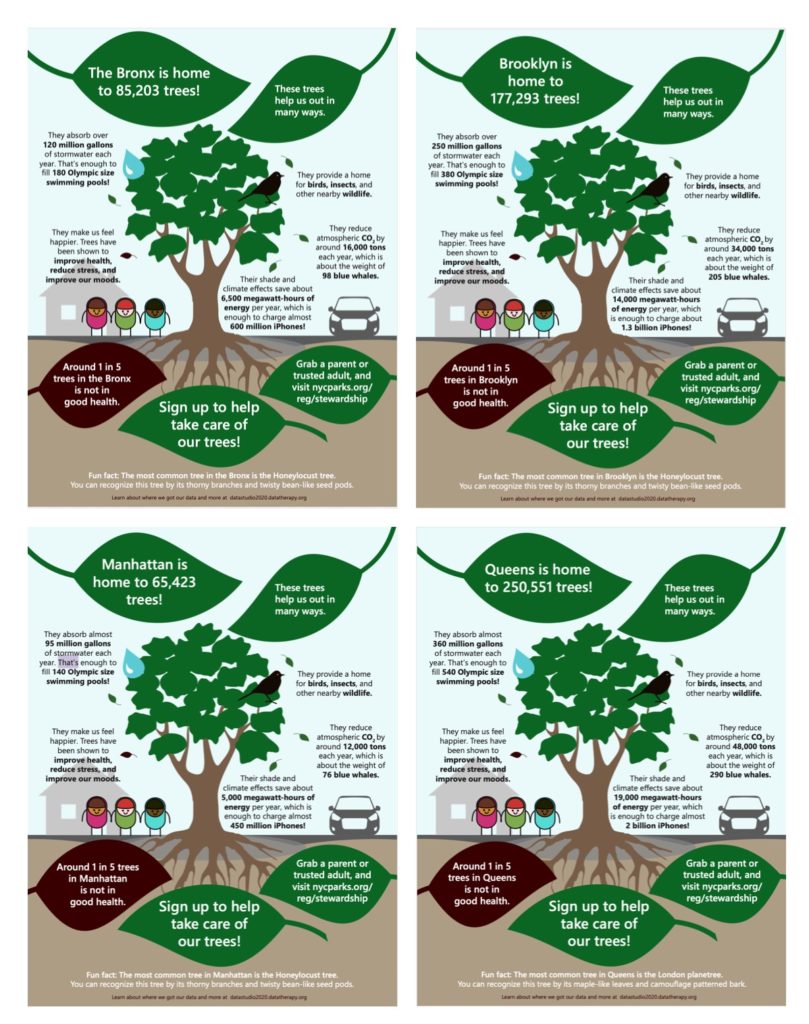 The Bronx is home
to 85,203 trees!
These trees
help us out in
many ways.
They absorb over
120 million gallons
of stormwater each
year. That's enough to
fill 180 Olympic size
swimming pools!
They provide a home
for birds, insects, and
other nearby wildlife.
They make us feel
happier. Trees have
been shown to
improve health,
reduce stress, and
improve our moods.
They reduce
atmospheric CO₂ by
around 16,000 tons
each year, which is
about the weight of
98 blue whales.
Their shade and
climate effects save about
6,500 megawatt-hours of
energy per year, which is
enough to charge almost
600 million iPhones!
Around 1 in 5
trees in the Bronx
is not in
good health.
Grab a parent or
trusted adult, and
visit nycparks.org/
reg/stewardship
Sign up to help
take care of
our trees!
Fun fact: The most common tree in the Bronx is the Honeylocust tree.
You can recognize this tree by its thorny branches and twisty bean-like seed pods.
Learn about where we got our data and more at datastudio2020.datatherapy.org
Brooklyn is
home to
177,293 trees!
These trees
help us out in
many ways.
They absorb over
250 million gallons
of stormwater each
year. That's enough to
fill 380 Olympic size
swimming pools!
They provide a home
for birds, insects, and
other nearby wildlife.
They make us feel
happier. Trees have
been shown to
improve health,
reduce stress, and
improve our moods.
They reduce
atmospheric CO₂ by
around 34,000 tons
each year, which is
about the weight of
205 blue whales.
Their shade and
climate effects save about
14,000 megawatt-hours
of energy per year, which
is enough to charge about
1.3 billion iPhones!
Around 1 in 5
trees in Brooklyn
is not in
good health.
Grab a parent or
trusted adult, and
visit nycparks.org/
reg/stewardship
Sign up to help
take care of
our trees!
Fun fact: The most common tree in Brooklyn is the Honeylocust tree.
You can recognize this tree by its thorny branches and twisty bean-like seed pods.
Learn about where we got our data and more at datastudio2020.datatherapy.org
Manhattan is
home to 65,423
trees!
These trees
help us out in
many ways.
They absorb almost
95 million gallons
of stormwater each
year. That's enough to
fill 140 Olympic size
swimming pools!
They provide a home
for birds, insects, and
other nearby wildlife.
They make us feel
happier. Trees have
been shown to
improve health,
reduce stress, and
improve our moods.
They reduce
atmospheric CO₂ by
around 12,000 tons
each year, which is
about the weight of
76 blue whales.
Their shade and
climate effects save about
5,000 megawatt-hours of
energy per year, which is
enough to charge almost
450 million iPhones!
Around 1 in 5 trees
in Manhattan
is not in
good health.
Grab a parent or
trusted adult, and
visit nycparks.org/
reg/stewardship
Sign up to help
take care of
our trees!
Fun fact: The most common tree in Manhattan is the Honeylocust tree.
You can recognize this tree by its thorny branches and twisty bean-like seed pods.
Learn about where we got our data and more at datastudio2020.datatherapy.org
Queens is home
to 250,551 trees!
These trees
help us out in
many ways.
They absorb almost
360 million gallons
of stormwater each
year. That's enough to
fill 540 Olympic size
swimming pools!
They provide a home
for birds, insects, and
other nearby wildlife.
They make us feel
happier. Trees have
been shown to
improve health,
reduce stress, and
improve our moods.
They reduce
atmospheric CO₂ by
around 48,000 tons
each year, which is
about the weight of
290 blue whales.
Their shade and
climate effects save about
19,000 megawatt-hours
of energy per year, which
is enough to charge almost
2 billion iPhones!
Around 1 in 5
trees in Queens
is not in
good health.
Grab a parent or
trusted adult, and
visit nycparks.org/
reg/stewardship
Sign up to help
take care of
our trees!
Fun fact: The most common tree in Queens is the London planetree.
You can recognize this tree by its maple-like leaves and camouflage patterned bark.
Learn about where we got our data and more at datastudio2020.datatherapy.org